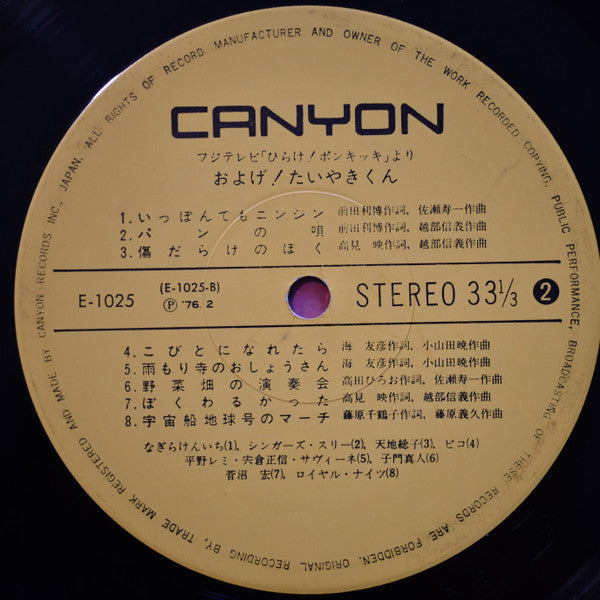 MANUFACTURER AND OWNER OF THE WORK RECORDED. COPYING, PUBLIC PERFORMANCE, BROADCASTING OF THESE RECORDS ARE FORBIDDEN. ORIGINAL RECORDING BY, TRADE MARK REGISTERED AND MADE BY CANYON RECORDS INC., JAPAN. ALL RIGHTS OF RECORD
CANYON
フジテレビ「ひらけ!ポンキッキ」より
およげ!たいやきくん
1.いっぽんでもニンジン 前田利博作詞、佐瀬寿一作曲
2.パンの唄 前田利博作詞、越部信義作曲
3.傷だらけのぼく 高見 映作詞、越部信義作曲
E-1025 (E-1025-B) STEREO 33 1/3 2
Ⓟ '76. 2
4.こびとになれたら 海 友彦作詞、小山田暁作曲
5.雨もり寺のおしょうさん 海 友彦作詞、小山田暁作曲
6.野菜畑の演奏会 高田ひろお作詞、佐瀬寿一作曲
7.ぼくわるかった 高見 映作詞、越部信義作曲
8.宇宙船地球号のマーチ 藤原千鶴子作詞、藤原義久作曲
なぎらけんいち(1)、シンガーズ・スリー(2)、天地総子(3)、ピコ(4)
平野レミ・宍倉正信・サヴィーネ(5)、子門真人(6)
菅沼 宏(7)、ロイヤル・ナイツ(8)